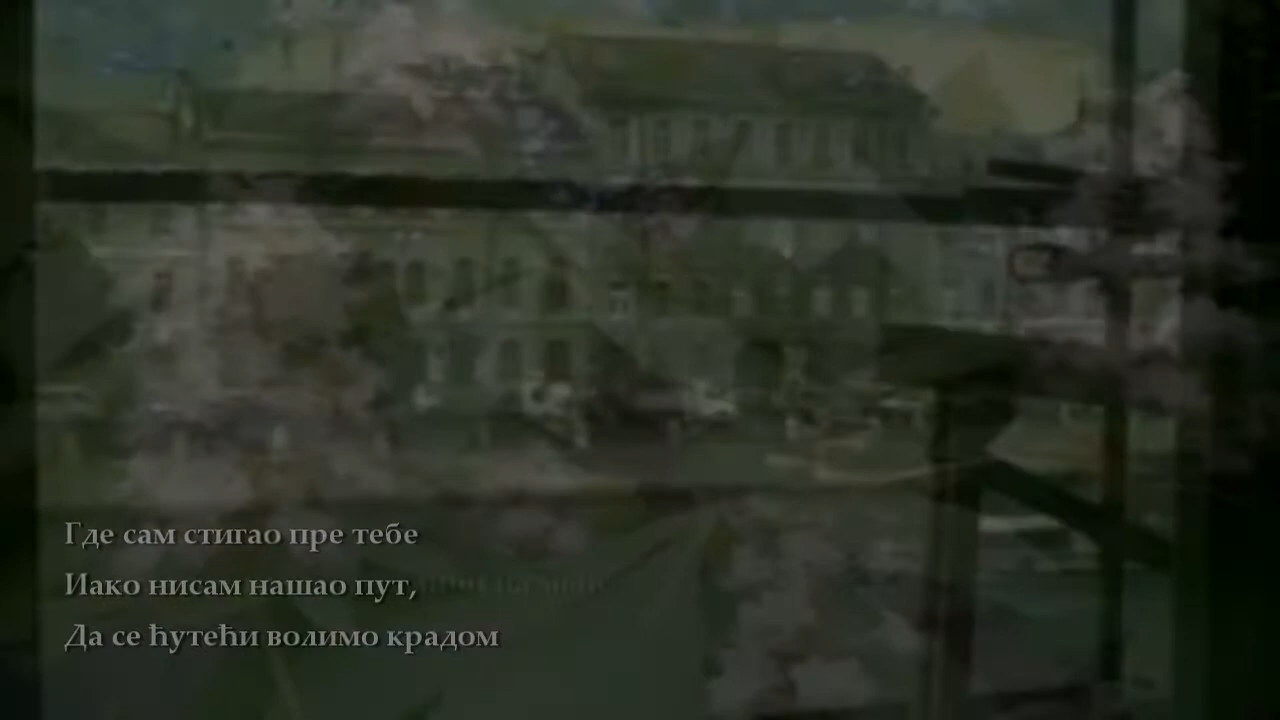 Где сам стигао пре тебе
Иако нисам нашао пут,
Да се ћутећи волимо крадом